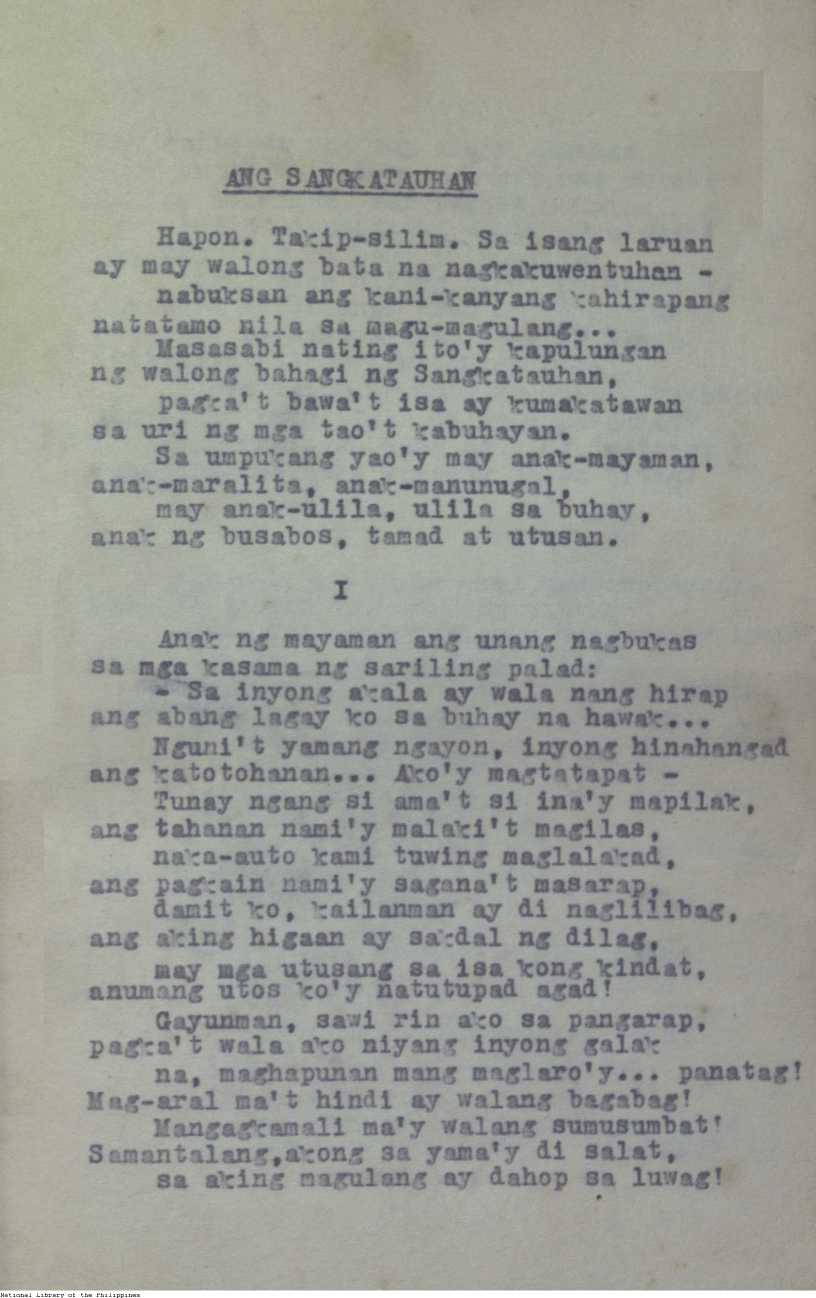 ANG SANGKATAUHAN
Hapon. Takip-silim. Sa isang laruan
ay may walong bata na nagkakuwentuhan -
nabuksan ang kani-kanyang kahirapang
natatamo nila sa magu-magulang...
Masasabi nating ito'y kapulungan
ng walong bahagi ng Sangkatauhan,
pagka't bawa't isa ay kumakatawan
sa uri ng mga tao't kabuhayan.
Sa umpukang yao'y may anak-mayaman,
anak-maralita, anak-manunugal,
may anak-ulila, ulila sa buhay,
anak ng busabos, tamad at utusan.
I
Anak ng mayaman ang unang nagbukas
sa mga kasama ng sariling palad:
- Sa inyong akala ay wala nang hirap
ang abang lagay ko sa buhay na hawak...
Nguni't yamang ngayon, inyong hinahangad
ang katotohanan... Ako'y magtatapat -
Tunay ngang si ama't si ina'y mapilak,
ang tahanan nami'y malaki't magilas,
naka-auto kami tuwing maglalakad,
ang pagkain nami'y sagana't masarap,
damit ko, kailanman ay di naglilibag,
ang aking higaan ay sakdal ng dilag,
may mga utusang sa isa kong kindat,
anumang utos ko'y natutupad agad!
Gayunman, sawi rin ako sa pangarap,
pagka't wala ako niyang inyong galak
na, maghapunan mang maglaro'y... panatag!
Mag-aral ma't hindi ay walang bagabag!
Mangagkamali ma'y walang sumusumbat!
Samantalang,akong sa yama'y di salat,
sa aking magulang ay dahop sa luwag!
National Library of the Philippines